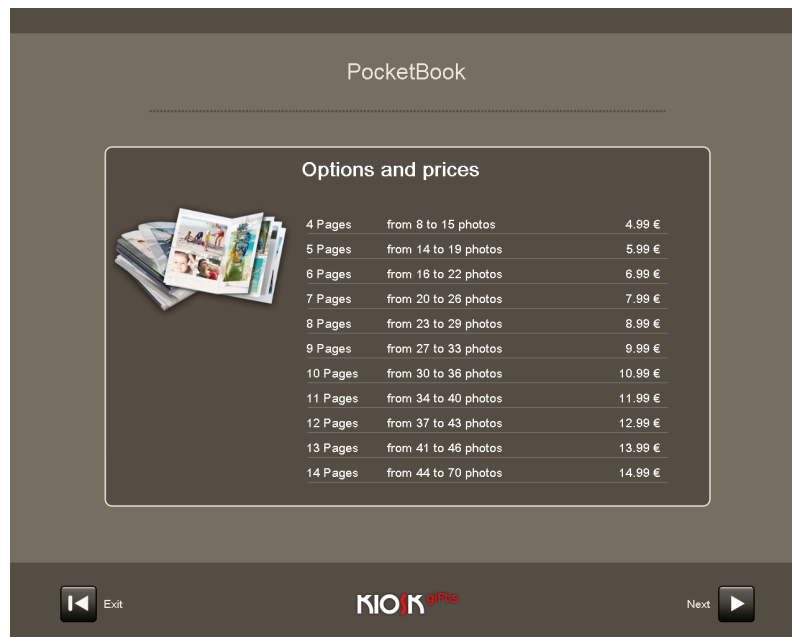 PocketBook
Options and prices
4 Pages from 8 to 15 photos 4.99 €
5 Pages from 14 to 19 photos 5.99 €
6 Pages from 16 to 22 photos 6.99 €
7 Pages from 20 to 26 photos 7.99 €
8 Pages from 23 to 29 photos 8.99 €
9 Pages from 27 to 33 photos 9.99 €
10 Pages from 30 to 36 photos 10.99 €
11 Pages from 34 to 40 photos 11.99 €
12 Pages from 37 to 43 photos 12.99 €
13 Pages from 41 to 46 photos 13.99 €
14 Pages from 44 to 70 photos 14.99 €
Exit KIOSK gifts Next